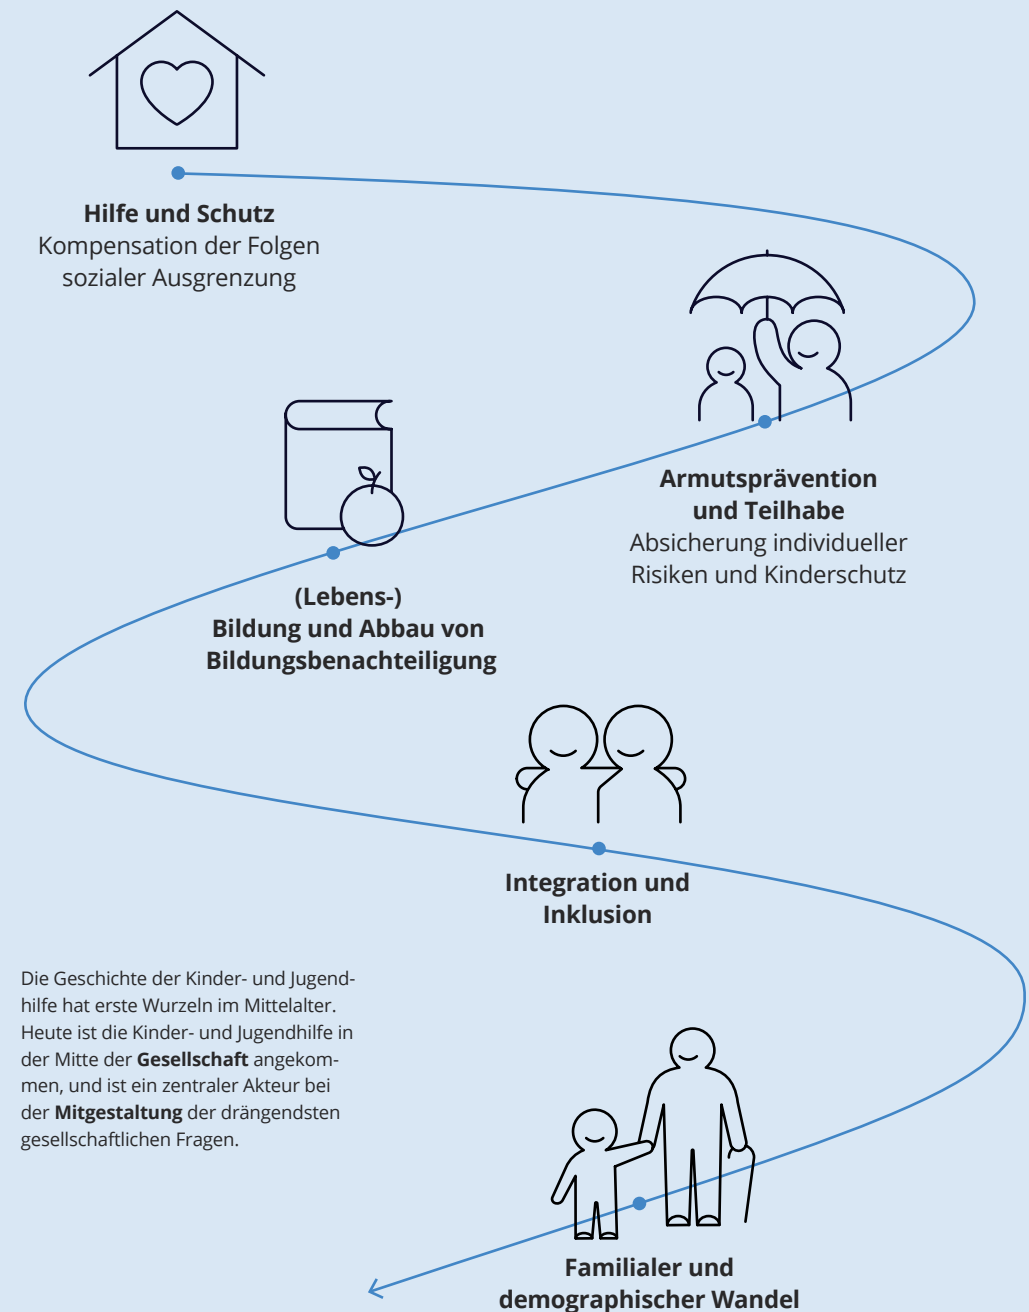 Hilfe und Schutz
Kompensation der Folgen
sozialer Ausgrenzung
Armutsprävention
und Teilhabe
Absicherung individueller
Risiken und Kinderschutz
(Lebens-)
Bildung und Abbau von
Bildungsbenachteiligung
Integration und
Inklusion
Die Geschichte der Kinder- und Jugend-
hilfe hat erste Wurzeln im Mittelalter.
Heute ist die Kinder- und Jugendhilfe in
der Mitte der Gesellschaft angekom-
men, und ist ein zentraler Akteur bei
der Mitgestaltung der drängendsten
gesellschaftlichen Fragen.
Familialer und
demographischer Wandel